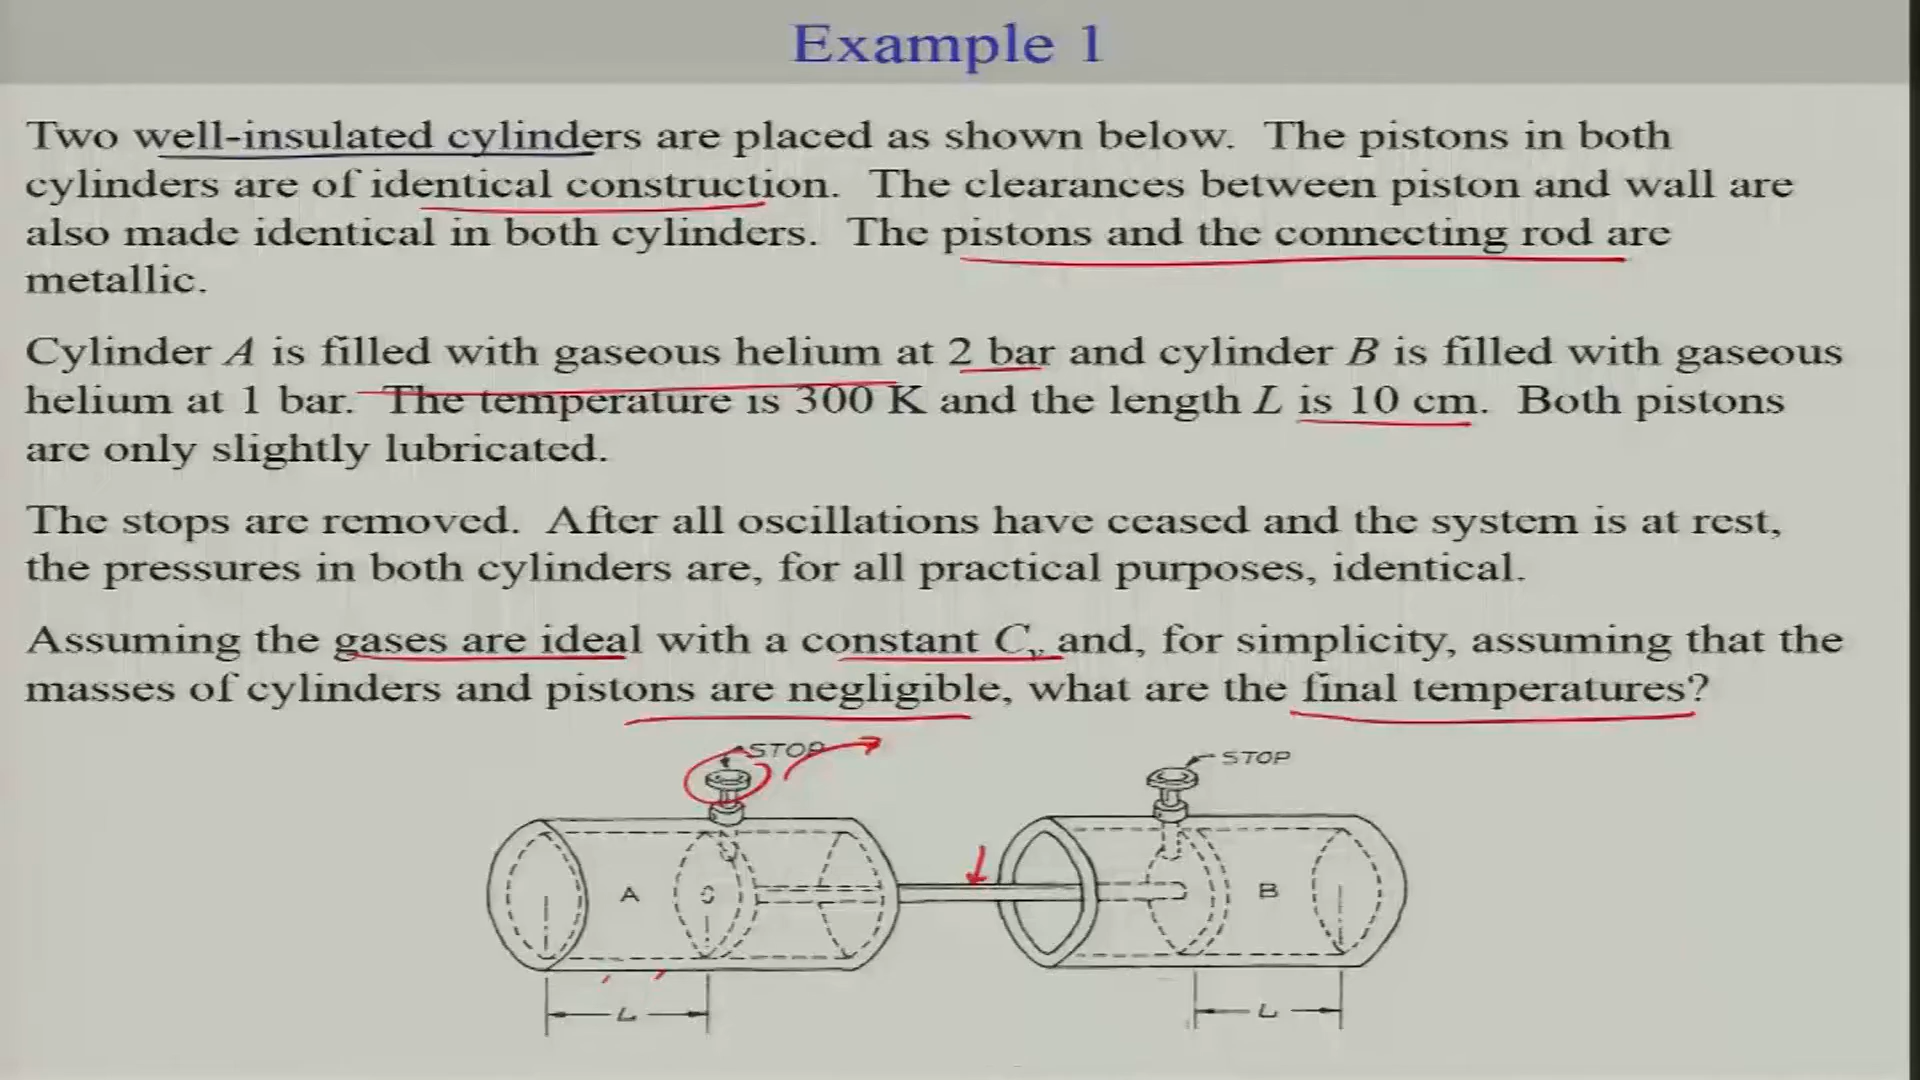 Example 1
Two well-insulated cylinders are placed as shown below. The pistons in both
cylinders are of identical construction. The clearances between piston and wall are
also made identical in both cylinders. The pistons and the connecting rod are
metallic.
Cylinder A is filled with gaseous helium at 2 bar and cylinder B is filled with gaseous
helium at 1 bar. The temperature is 300 K and the length L is 10 cm. Both pistons
are only slightly lubricated.
The stops are removed. After all oscillations have ceased and the system is at rest,
the pressures in both cylinders are, for all practical purposes, identical.
Assuming the gases are ideal with a constant Cv and, for simplicity, assuming that the
masses of cylinders and pistons are negligible, what are the final temperatures?
STOP
STOP
A
B
L
L